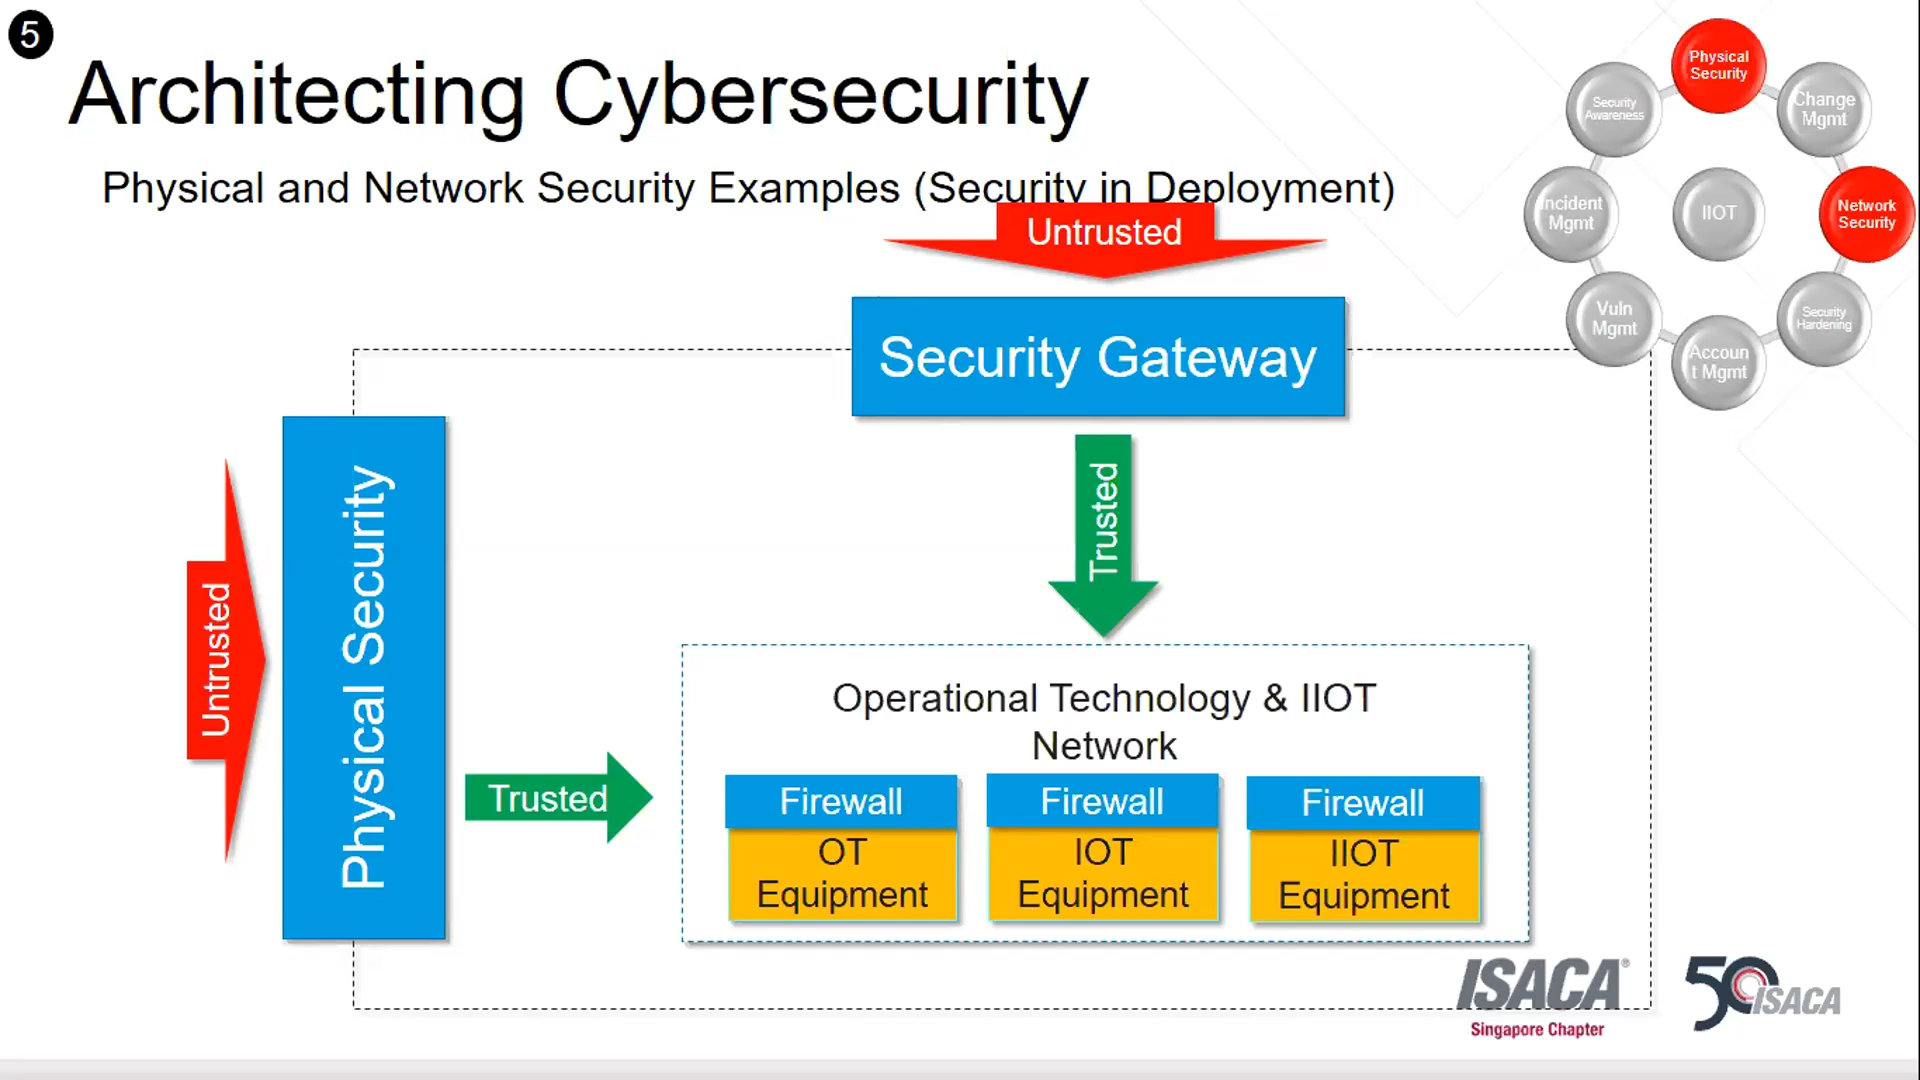 5
Architecting Cybersecurity
Physical and Network Security Examples (Security in Deployment)
Physical
Security
Change
Mgmt
Network
Security
Security
Hardening
Accoun
t Mgmt
Vuln
Mgmt
Incident
Mgmt
Security
Awareness
IIOT
Untrusted
Security Gateway
Trusted
Untrusted
Physical Security
Trusted
Operational Technology & IIOT
Network
Firewall
OT
Equipment
Firewall
IOT
Equipment
Firewall
IIOT
Equipment
ISACA®
Singapore Chapter
50 ISACA